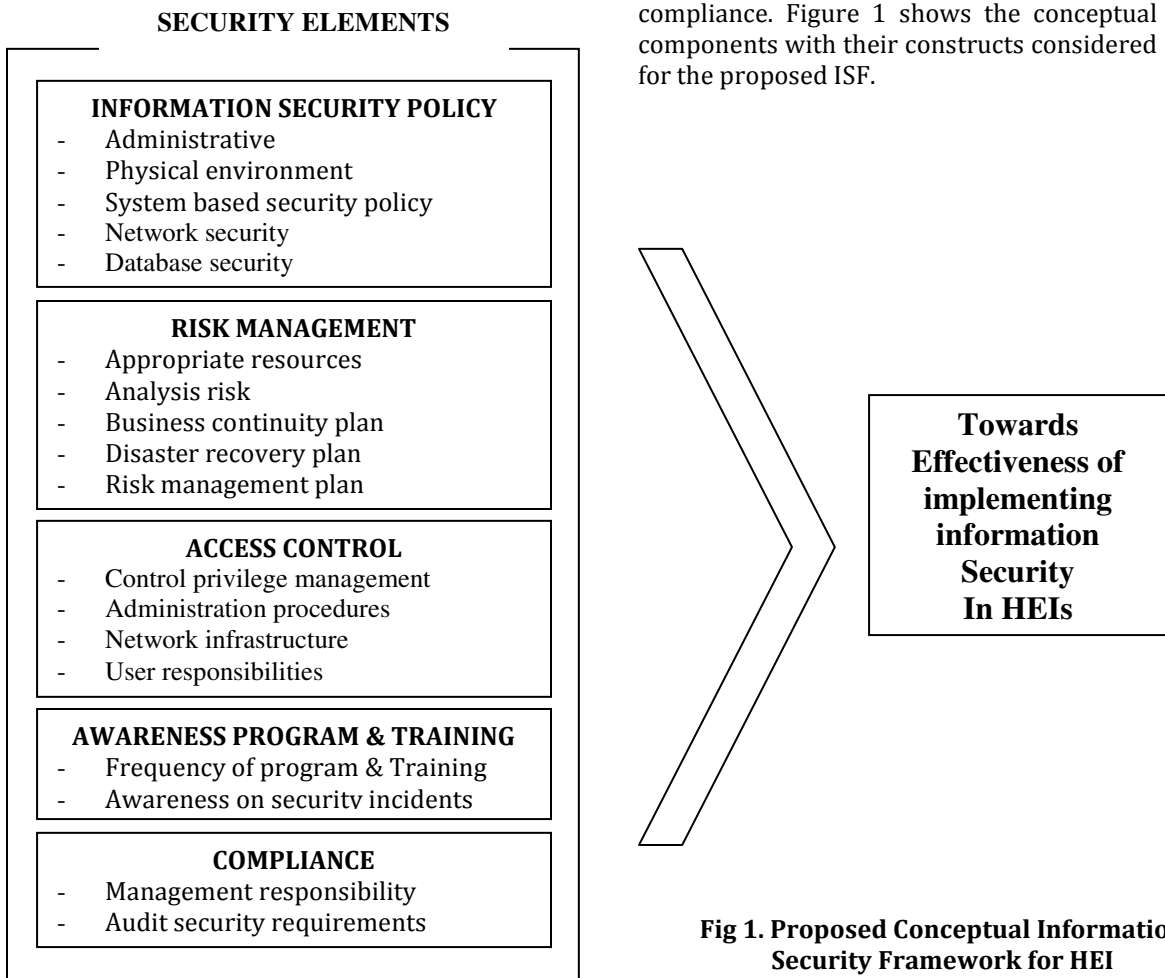 SECURITY ELEMENTS
INFORMATION SECURITY POLICY
- Administrative
- Physical environment
- System based security policy
- Network security
- Database security
RISK MANAGEMENT
- Appropriate resources
- Analysis risk
- Business continuity plan
- Disaster recovery plan
- Risk management plan
ACCESS CONTROL
- Control privilege management
- Administration procedures
- Network infrastructure
- User responsibilities
AWARENESS PROGRAM & TRAINING
- Frequency of program & Training
- Awareness on security incidents
COMPLIANCE
- Management responsibility
- Audit security requirements
compliance. Figure 1 shows the conceptual
components with their constructs considered
for the proposed ISF.
Towards
Effectiveness of
implementing
information
Security
In HEIs
Fig 1. Proposed Conceptual Informatio
Security Framework for HEI